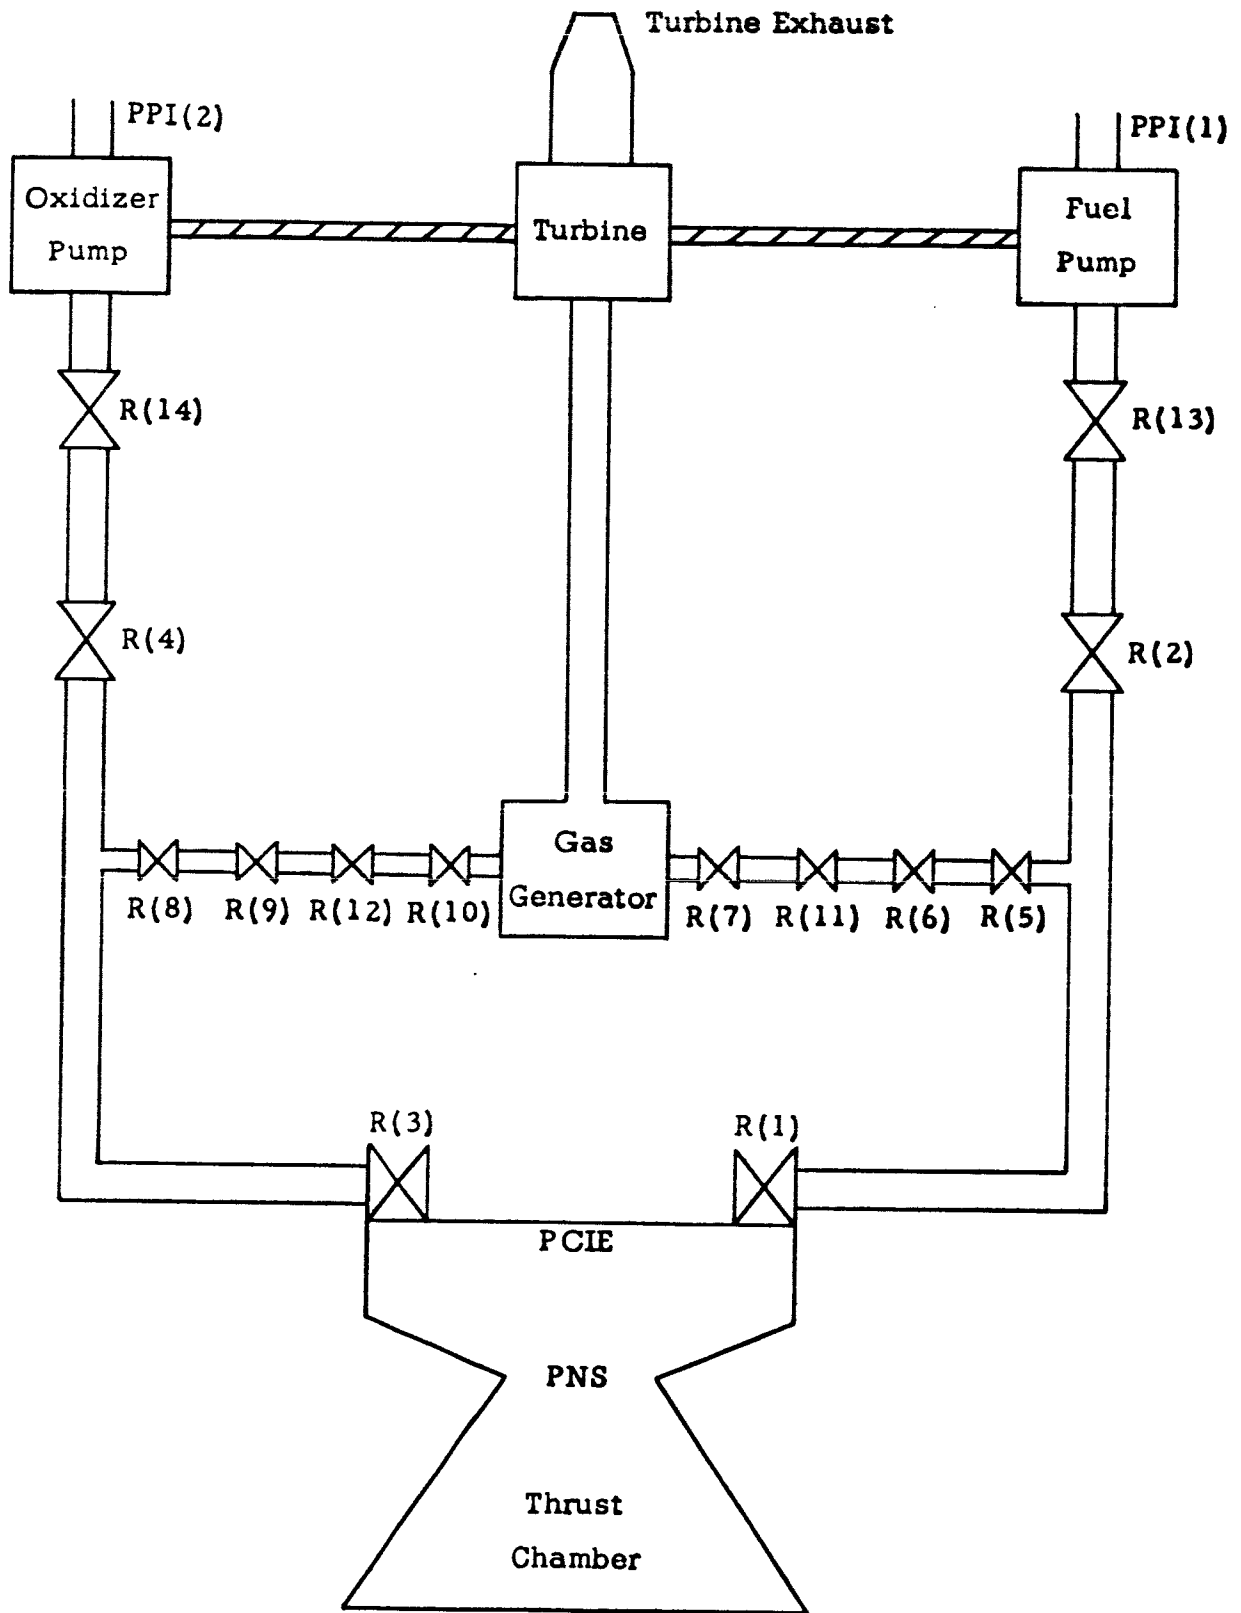 Turbine Exhaust
PPI(2)
PPI(1)
Oxidizer
Pump
Turbine
Fuel
Pump
R(14)
R(13)
R(4)
R(2)
Gas
Generator
R(8) R(9) R(12) R(10)
R(7) R(11) R(6) R(5)
R(3)
R(1)
PCIE
PNS
Thrust
Chamber